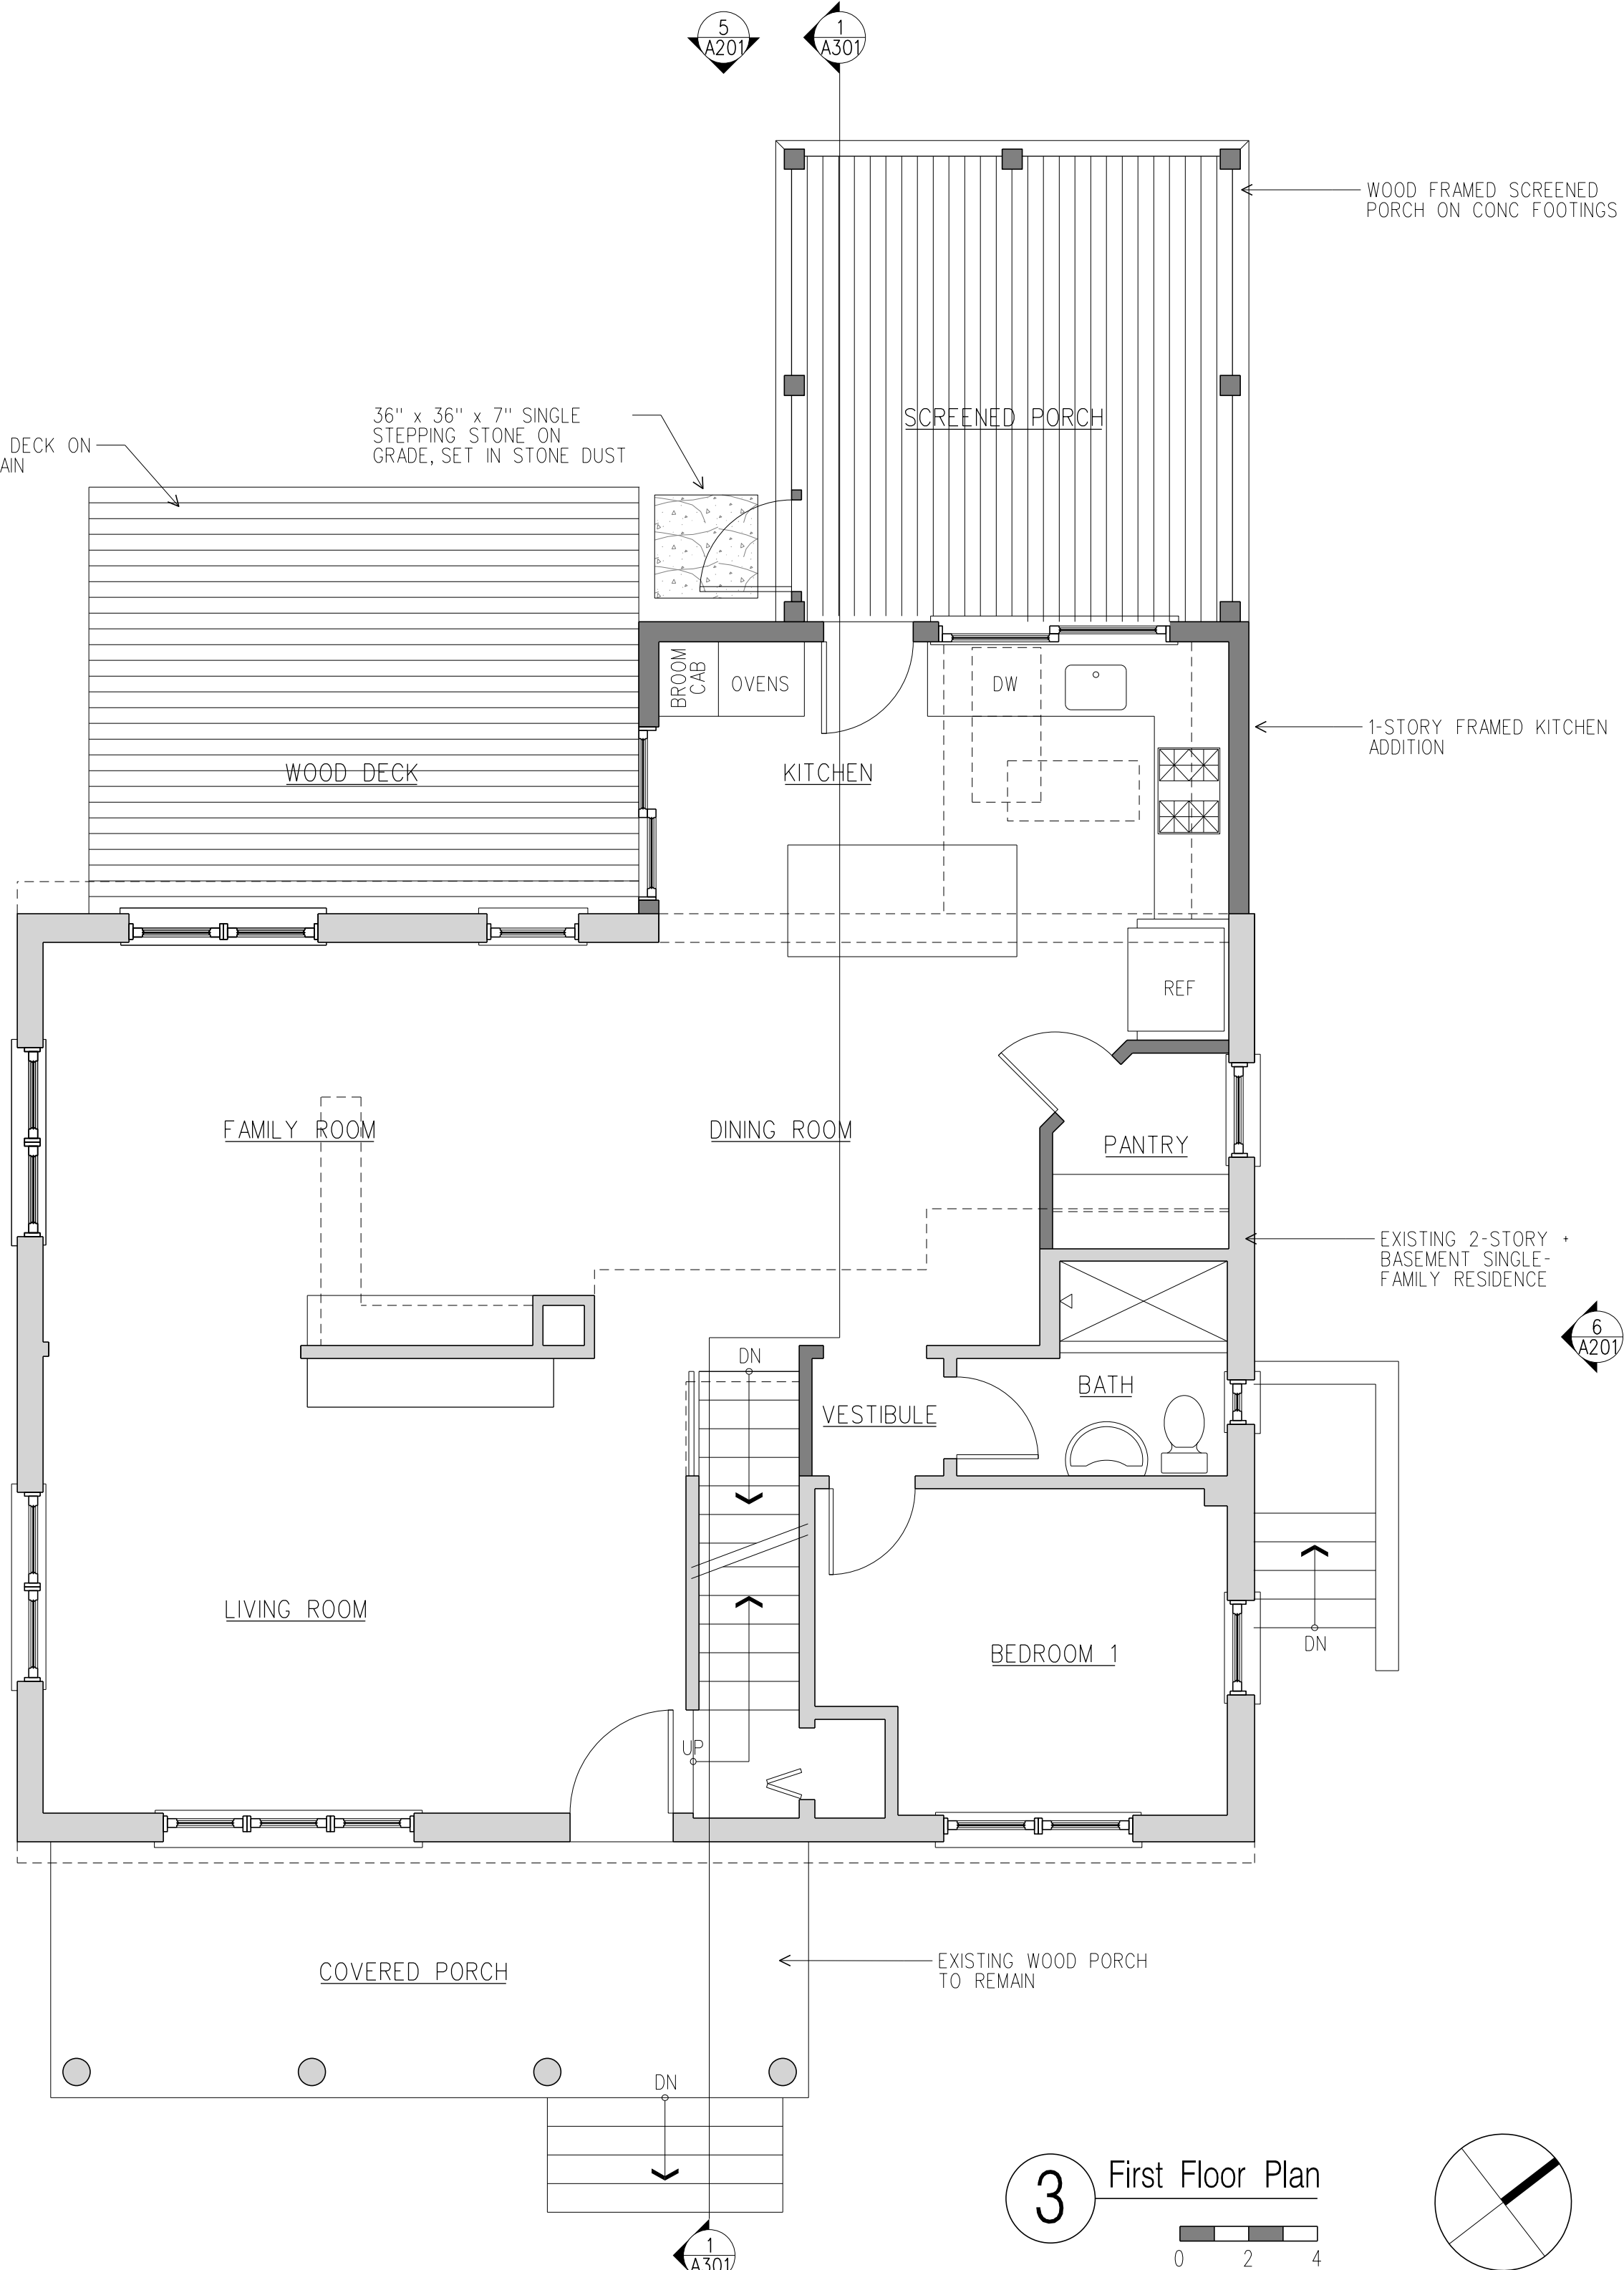 5
A201
1
A301
WOOD FRAMED SCREENED
PORCH ON CONC FOOTINGS
36" x 36" x 7" SINGLE
STEPPING STONE ON
GRADE, SET IN STONE DUST
SCREENED PORCH
DECK ON
AIN
BROOM
CAB
OVENS
DW
1-STORY FRAMED KITCHEN
ADDITION
WOOD DECK
KITCHEN
REF
FAMILY ROOM
DINING ROOM
PANTRY
EXISTING 2-STORY +
BASEMENT SINGLE-
FAMILY RESIDENCE
6
A201
DN
BATH
VESTIBULE
LIVING ROOM
BEDROOM 1
DN
UP
COVERED PORCH
EXISTING WOOD PORCH
TO REMAIN
DN
3
First Floor Plan
0 2 4
1
A301